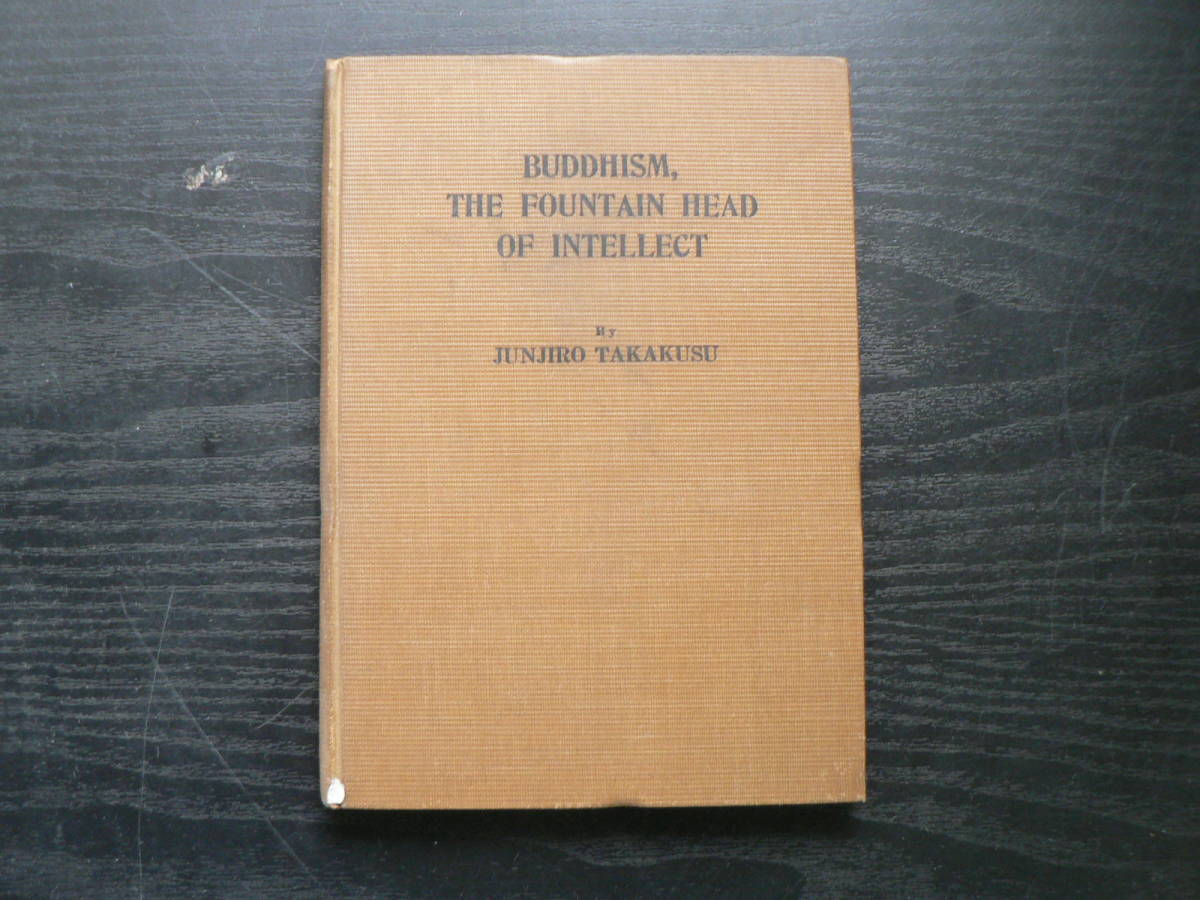 BUDDHISM,
THE FOUNTAIN HEAD
OF INTELLECT
By
JUNJIRO TAKAKUSU